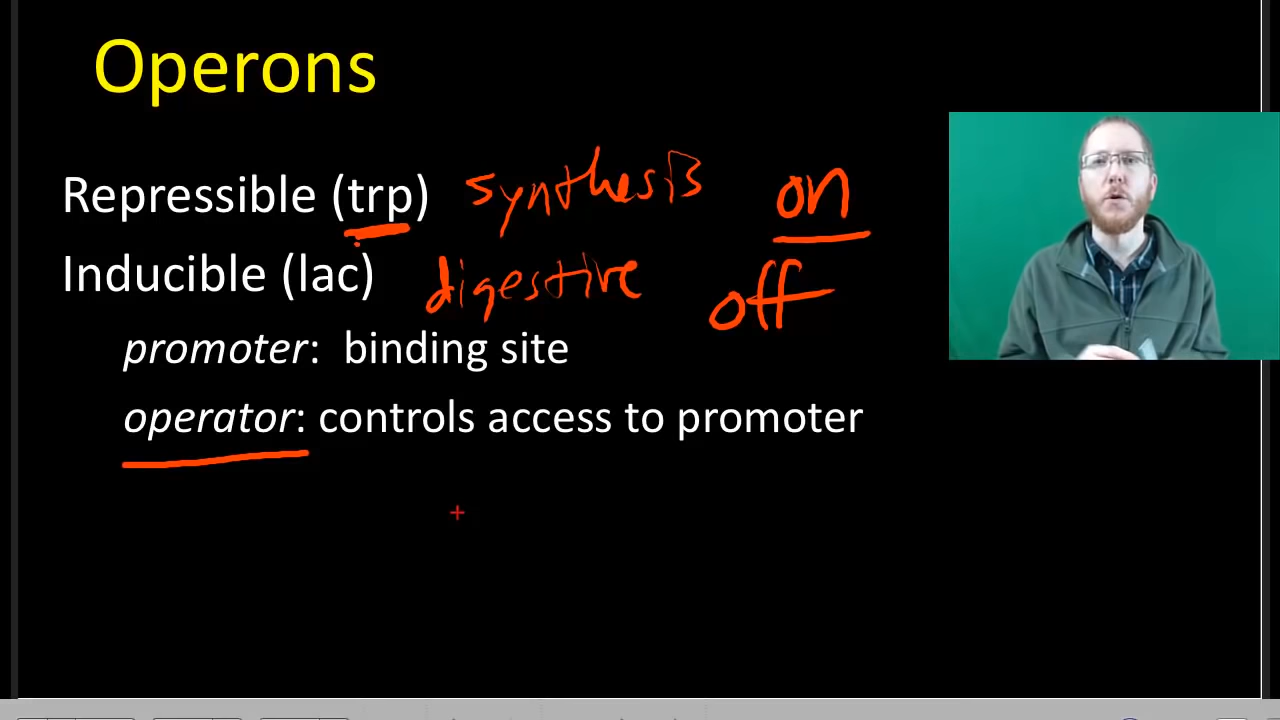 Operons
Repressible (trp) synthesis on
Inducible (lac) digestive off
promoter: binding site
operator: controls access to promoter